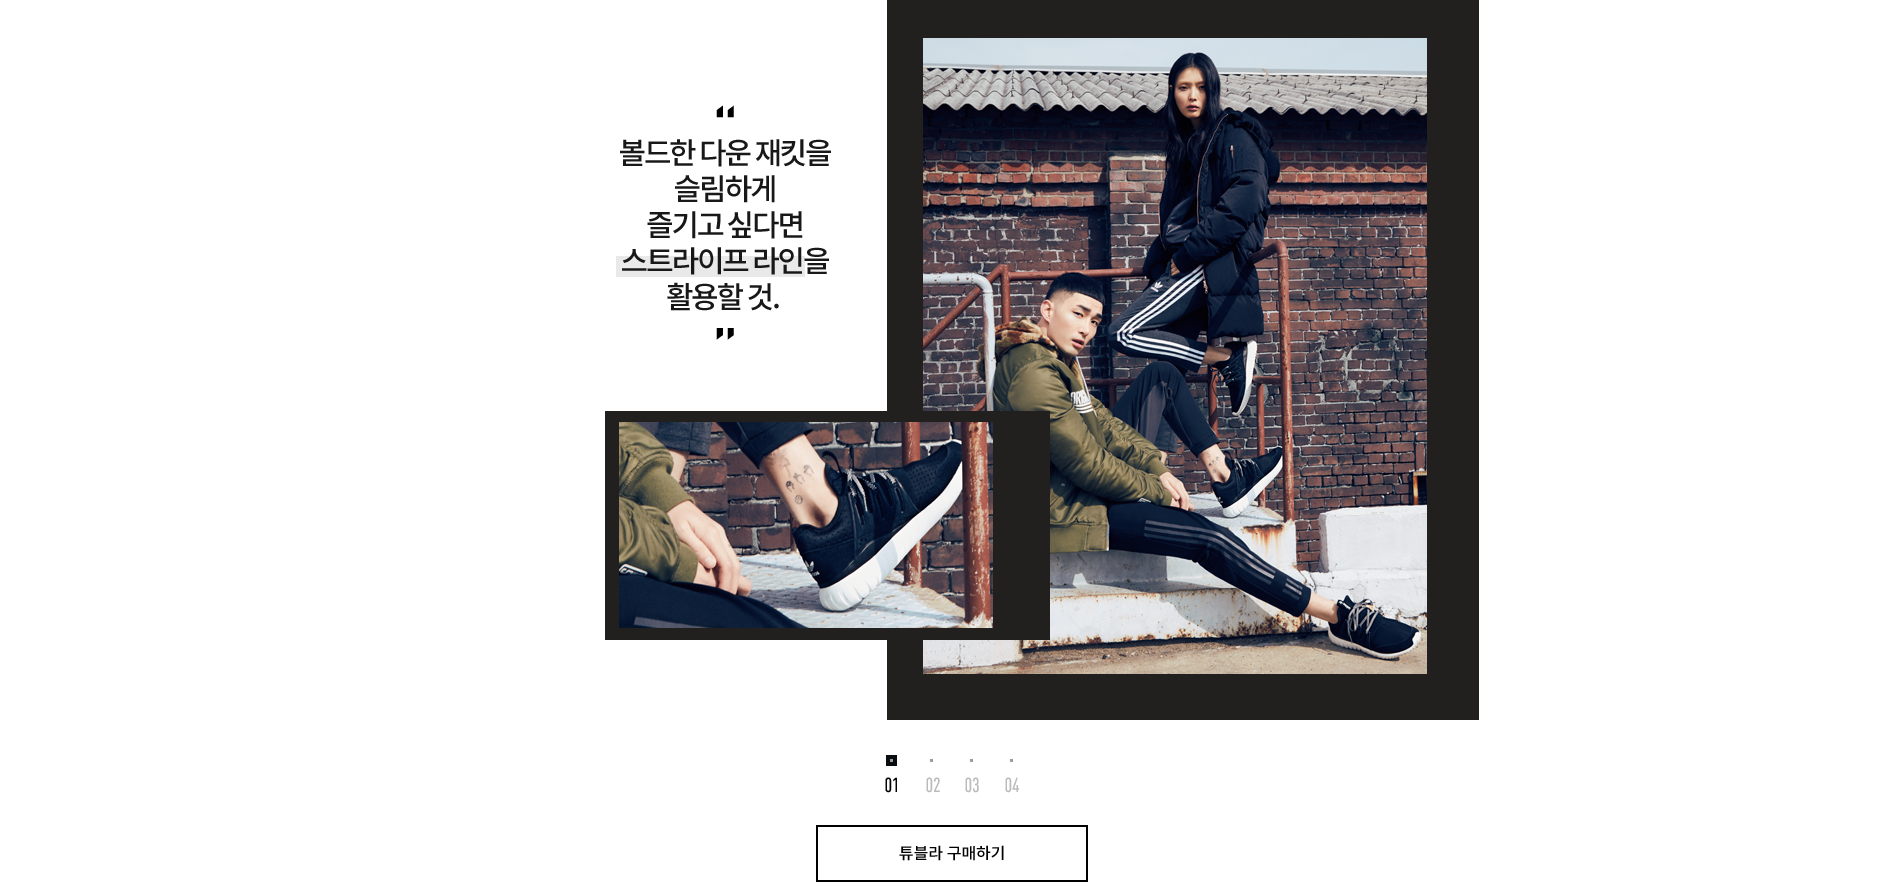 “
볼드한 다운 재킷을
슬림하게
즐기고 싶다면
스트라이프 라인을
활용할 것.
”
01 02 03 04
튜블라 구매하기